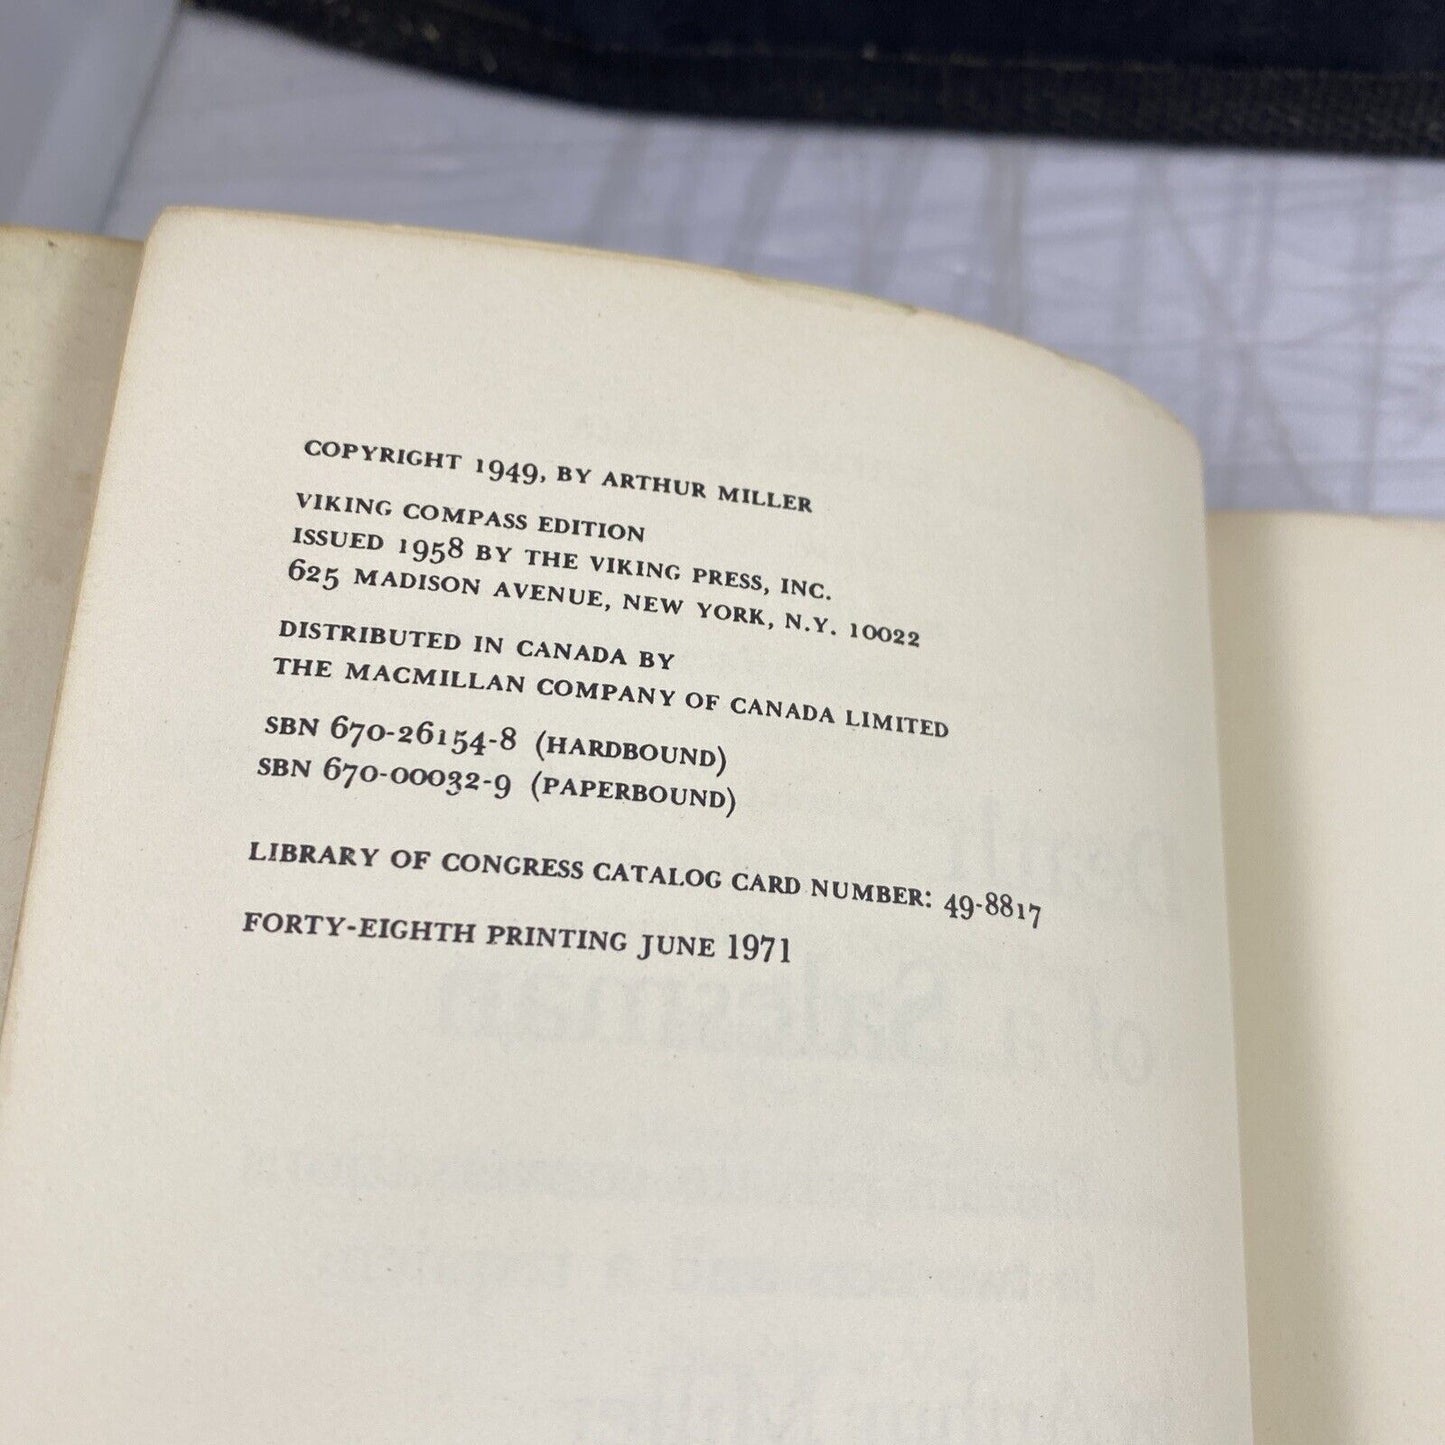 COPYRIGHT 1949, BY ARTHUR MILLER
VIKING COMPASS EDITION
ISSUED 1958 BY THE VIKING PRESS, INC.
625 MADISON AVENUE, NEW YORK, N.Y. 10022
DISTRIBUTED IN CANADA BY
THE MACMILLAN COMPANY OF CANADA LIMITED
SBN 670-26154-8 (HARDBOUND)
SBN 670-00032-9 (PAPERBOUND)
LIBRARY OF CONGRESS CATALOG CARD NUMBER: 49-8817
FORTY-EIGHTH PRINTING JUNE 1971